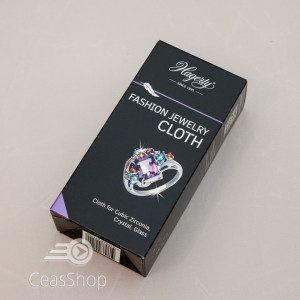 Hagerty
SINCE 1895
FASHION JEWELRY
CLOTH
Cloth for Cubic Zirconia,
Crystal, Glass
CeasShop